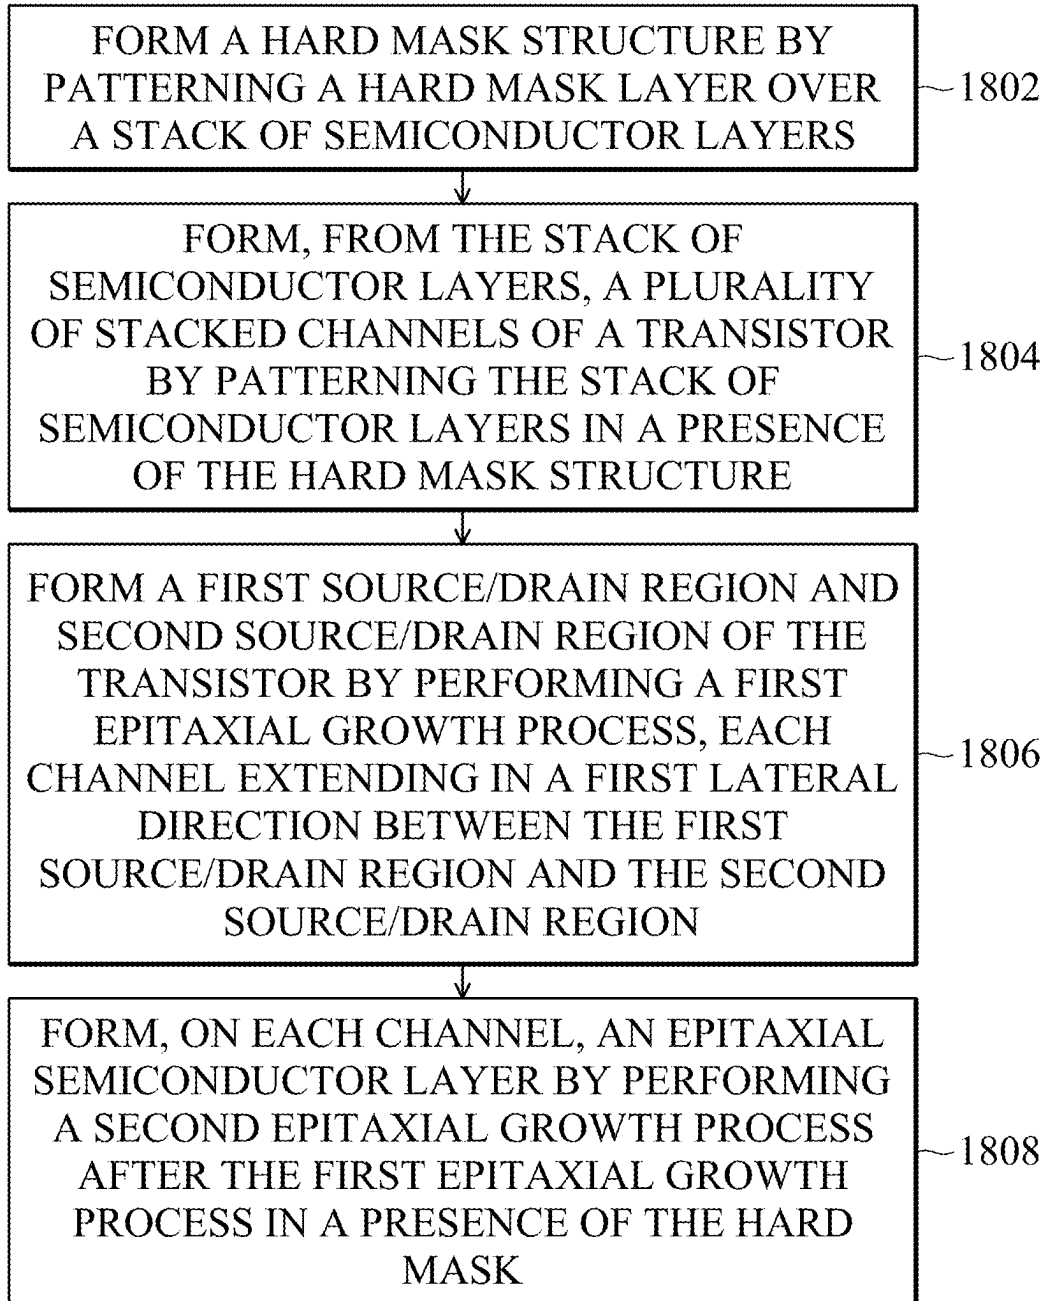 FORM A HARD MASK STRUCTURE BY
PATTERNING A HARD MASK LAYER OVER
A STACK OF SEMICONDUCTOR LAYERS
1802
FORM, FROM THE STACK OF
SEMICONDUCTOR LAYERS, A PLURALITY
OF STACKED CHANNELS OF A TRANSISTOR
BY PATTERNING THE STACK OF
SEMICONDUCTOR LAYERS IN A PRESENCE
OF THE HARD MASK STRUCTURE
1804
FORM A FIRST SOURCE/DRAIN REGION AND
SECOND SOURCE/DRAIN REGION OF THE
TRANSISTOR BY PERFORMING A FIRST
EPITAXIAL GROWTH PROCESS, EACH
CHANNEL EXTENDING IN A FIRST LATERAL
DIRECTION BETWEEN THE FIRST
SOURCE/DRAIN REGION AND THE SECOND
SOURCE/DRAIN REGION
1806
FORM, ON EACH CHANNEL, AN EPITAXIAL
SEMICONDUCTOR LAYER BY PERFORMING
A SECOND EPITAXIAL GROWTH PROCESS
AFTER THE FIRST EPITAXIAL GROWTH
PROCESS IN A PRESENCE OF THE HARD
MASK
1808